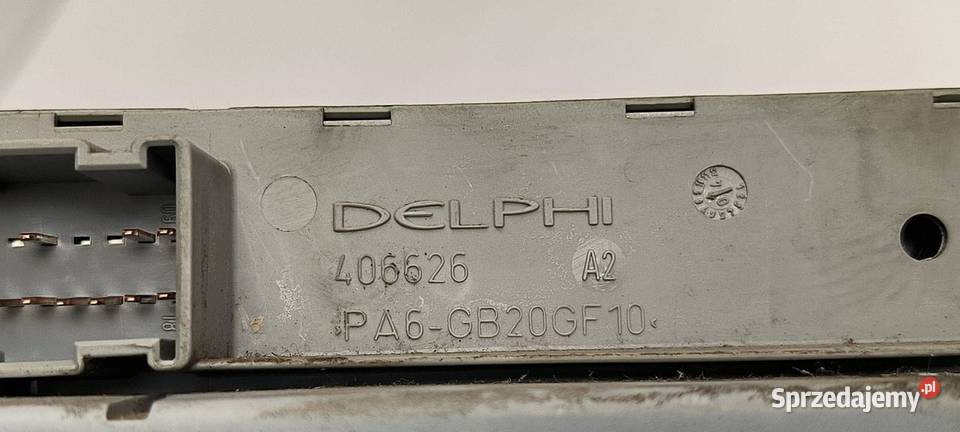 DELPHI
406626 A2
>PA6-GB20GF10<
Sprzedajemy.pl